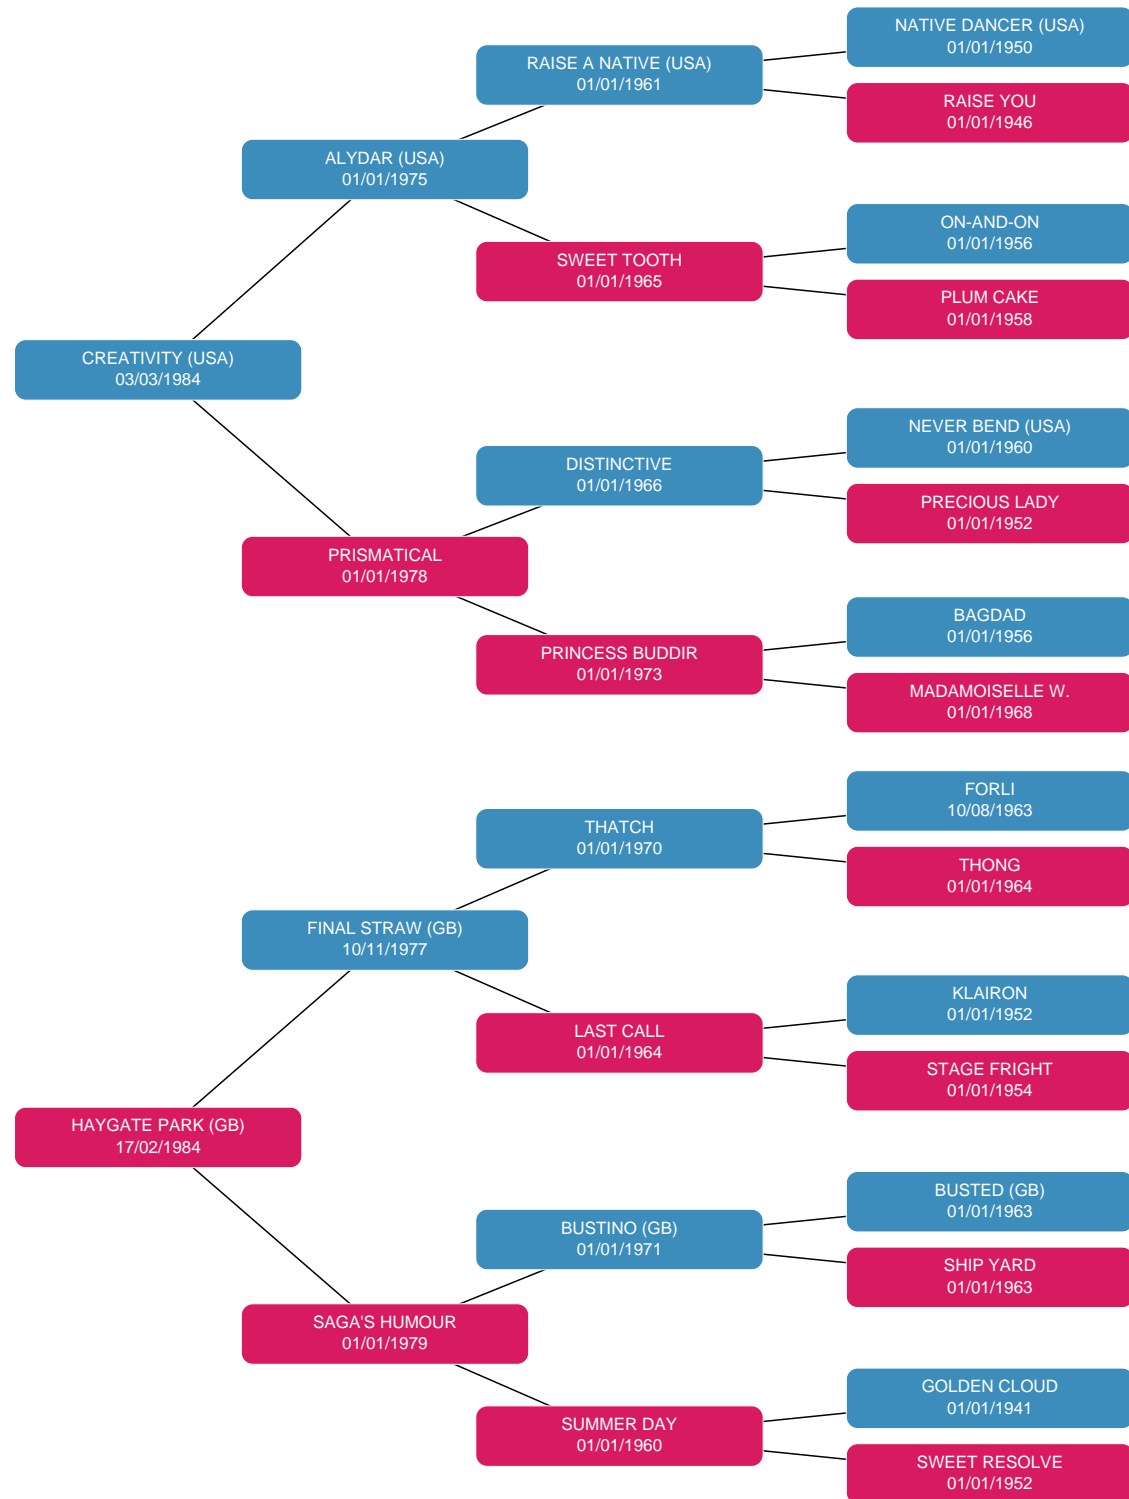 NATIVE DANCER (USA)
01/01/1950
RAISE A NATIVE (USA)
01/01/1961
RAISE YOU
01/01/1946
ALYDAR (USA)
01/01/1975
ON-AND-ON
01/01/1956
SWEET TOOTH
01/01/1965
PLUM CAKE
01/01/1958
CREATIVITY (USA)
03/03/1984
NEVER BEND (USA)
01/01/1960
DISTINCTIVE
01/01/1966
PRECIOUS LADY
01/01/1952
PRISMATICAL
01/01/1978
BAGDAD
01/01/1956
PRINCESS BUDDIR
01/01/1973
MADAMOISELLE W.
01/01/1968
FORLI
10/08/1963
THATCH
01/01/1970
THONG
01/01/1964
FINAL STRAW (GB)
10/11/1977
KLAIRON
01/01/1952
LAST CALL
01/01/1964
STAGE FRIGHT
01/01/1954
HAYGATE PARK (GB)
17/02/1984
BUSTED (GB)
01/01/1963
BUSTINO (GB)
01/01/1971
SHIP YARD
01/01/1963
SAGA'S HUMOUR
01/01/1979
GOLDEN CLOUD
01/01/1941
SUMMER DAY
01/01/1960
SWEET RESOLVE
01/01/1952